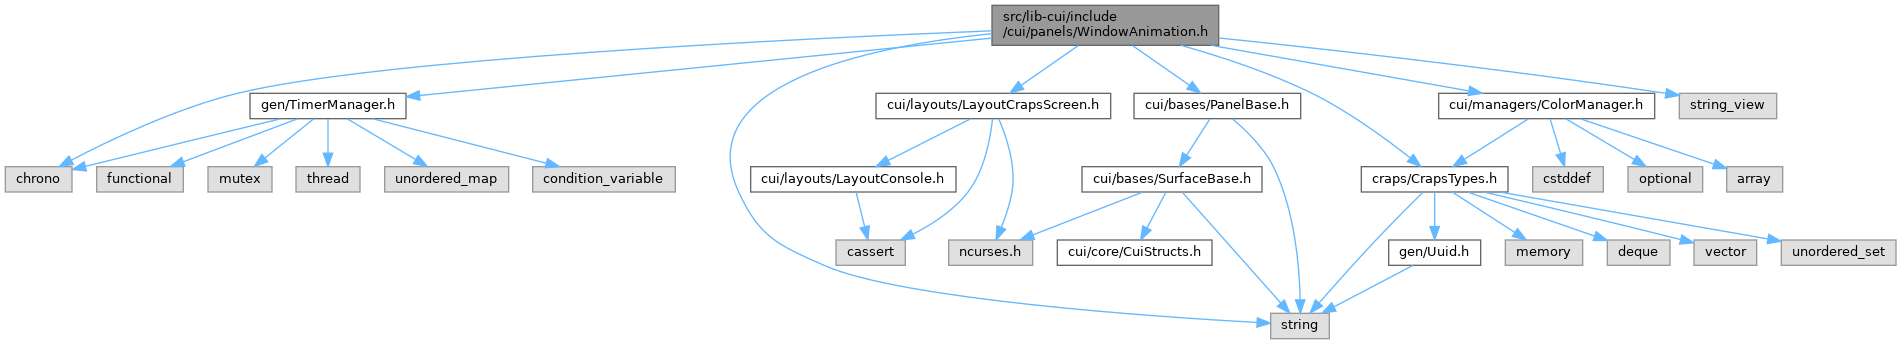 src/lib-cui/include
/cui/panels/WindowAnimation.h
gen/TimerManager.h
cui/layouts/LayoutCrapsScreen.h
cui/bases/PanelBase.h
cui/managers/ColorManager.h
string_view
chrono
functional
mutex
thread
unordered_map
condition_variable
cui/layouts/LayoutConsole.h
cui/bases/SurfaceBase.h
craps/CrapsTypes.h
cstddef
optional
array
cassert
ncurses.h
cui/core/CuiStructs.h
gen/Uuid.h
memory
deque
vector
unordered_set
string